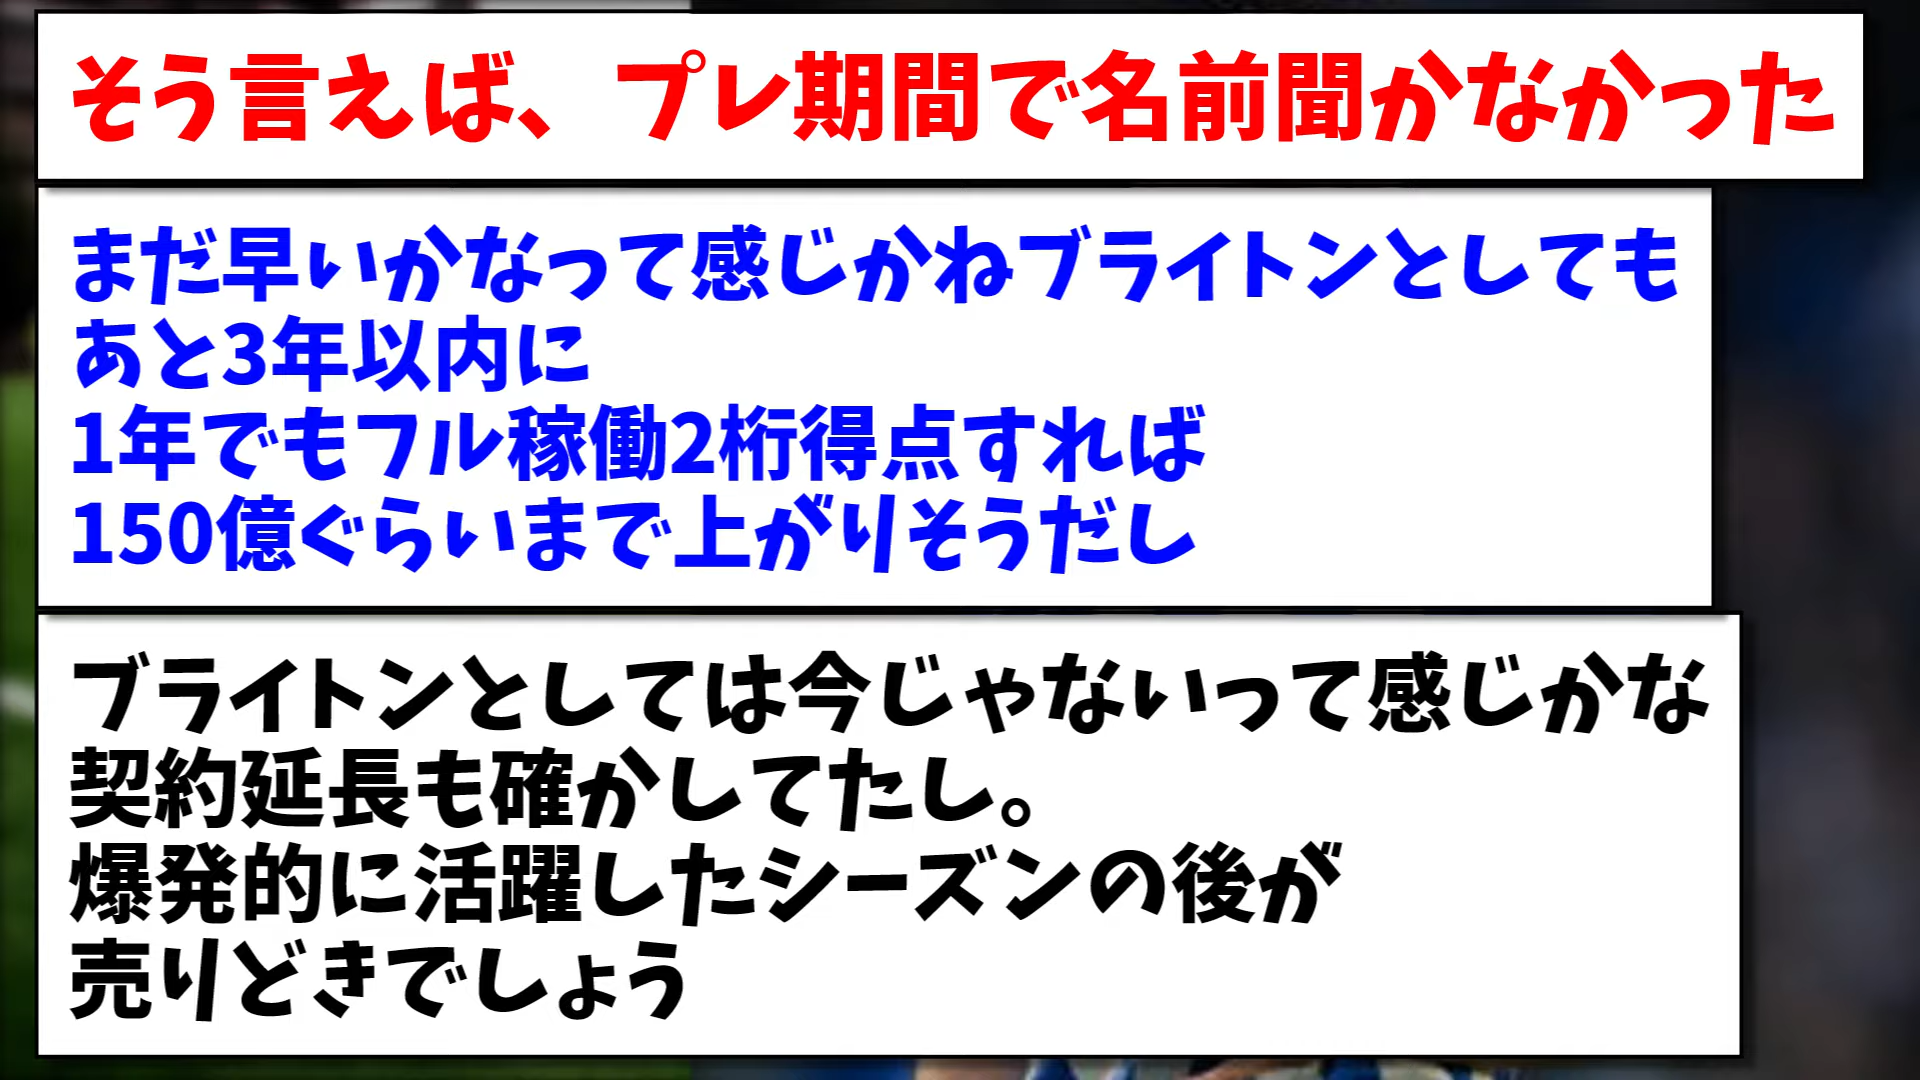 そう言えば、プレ期間で名前聞かなかった
まだ早いかなって感じかねブライトンとしても
あと3年以内に
1年でもフル稼働2桁得点すれば
150億ぐらいまで上がりそうだし
ブライトンとしては今じゃないって感じかな
契約延長も確かしてたし。
爆発的に活躍したシーズンの後が
売りどきでしょう